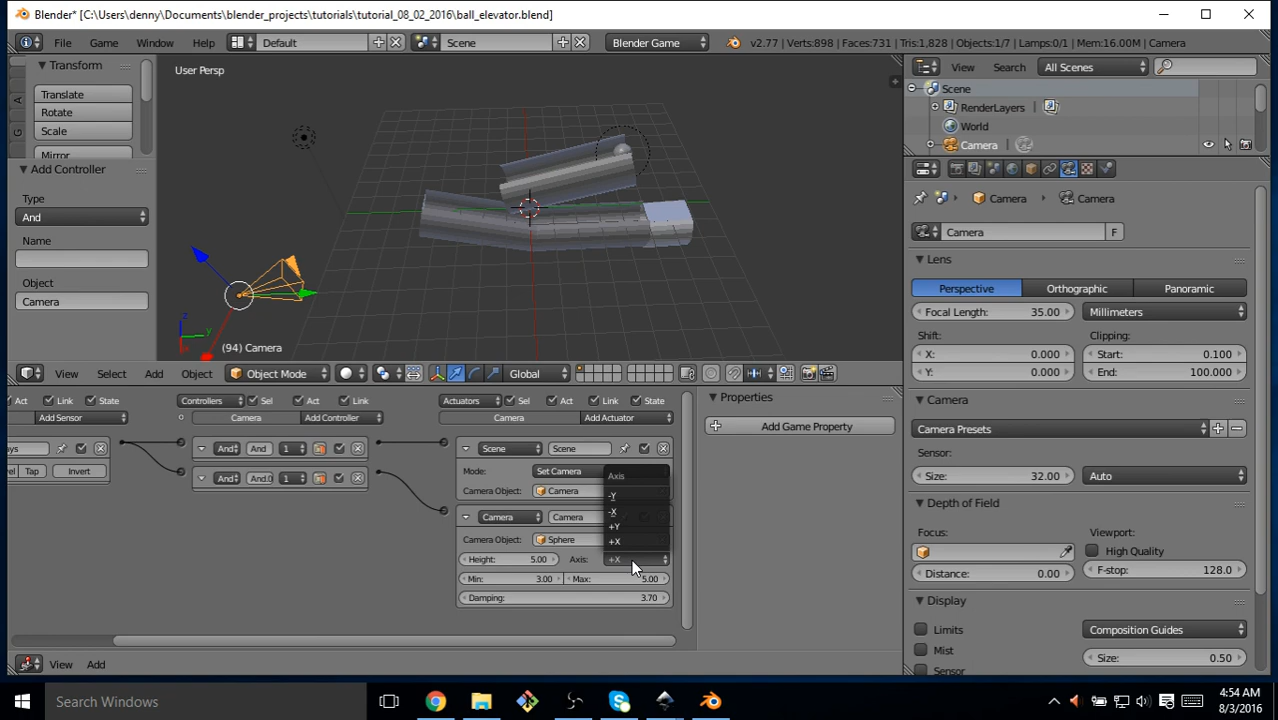 Blender* [C:\Users\denny\Documents\blender_projects\tutorials\tutorial_08_02_2016\ball_elevator.blend]
File Game Window Help Default Scene Blender Game v2.77 | Verts:898 | Faces:731 | Tris:1,828 | Objects:1/7 | Lamps:0/1 | Mem:16.00M | Camera
Transform
Translate
Rotate
Scale
Mirror
Add Controller
Type
And
Name
Object
Camera
User Persp
(94) Camera
View Select Add Object Object Mode Global
View Search All Scenes
Scene
RenderLayers
World
Camera
Camera Camera
Camera F
Lens
Perspective Orthographic Panoramic
Focal Length: 35.00 Millimeters
Shift: Clipping:
X: 0.000 Start: 0.100
Y: 0.000 End: 100.000
Camera
Camera Presets
Sensor:
Size: 32.00 Auto
Depth of Field
Focus: Viewport:
High Quality
Distance: 0.00 F-stop: 128.0
Display
Limits Composition Guides
Mist Size: 0.50
Sensor
Act Link State Controllers Sel Act Link Actuators Sel Act Link State
Add Sensor Camera Add Controller Camera Add Actuator
And And 1
And And.0 1
Tap Invert
Scene Scene
Mode: Set Camera
Camera Object: Camera
Camera Camera
Camera Object: Sphere
Height: 5.00 Axis: +X
Min: 3.00 Max: 5.00
Damping: 3.70
Axis
-Y
-X
+Y
+X
Properties
Add Game Property
View Add
Search Windows
4:54 AM
8/3/2016